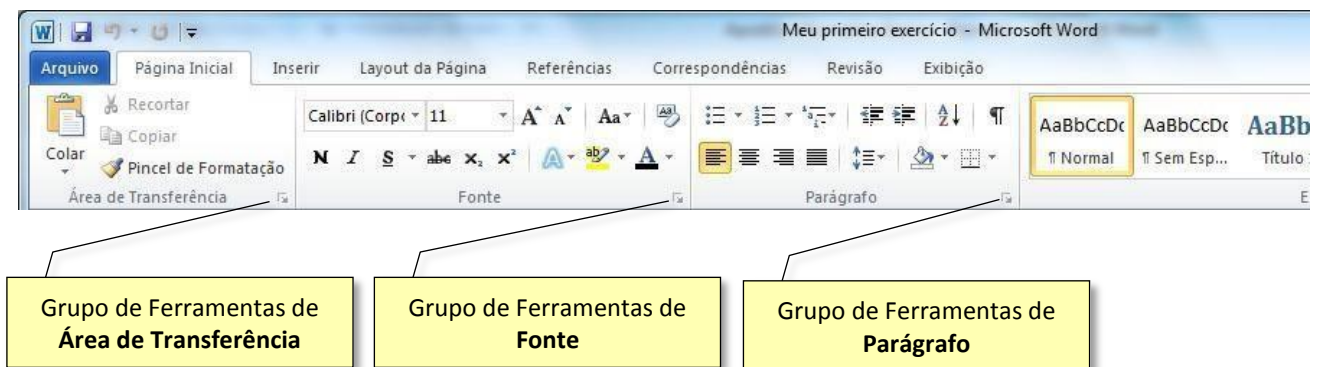 Meu primeiro exercício - Microsoft Word
Arquivo Página Inicial Inserir Layout da Página Referências Correspondências Revisão Exibição
Recortar
Copiar
Colar
Pincel de Formatação
Área de Transferência
Calibri (Corpo 11 A A Aa AB
N I S abc x₂ x² A ab A
Fonte
Parágrafo
AaBbCcDc AaBbCcDc AaBb
¶ Normal ¶ Sem Esp... Título
Grupo de Ferramentas de
Área de Transferência
Grupo de Ferramentas de
Fonte
Grupo de Ferramentas de
Parágrafo